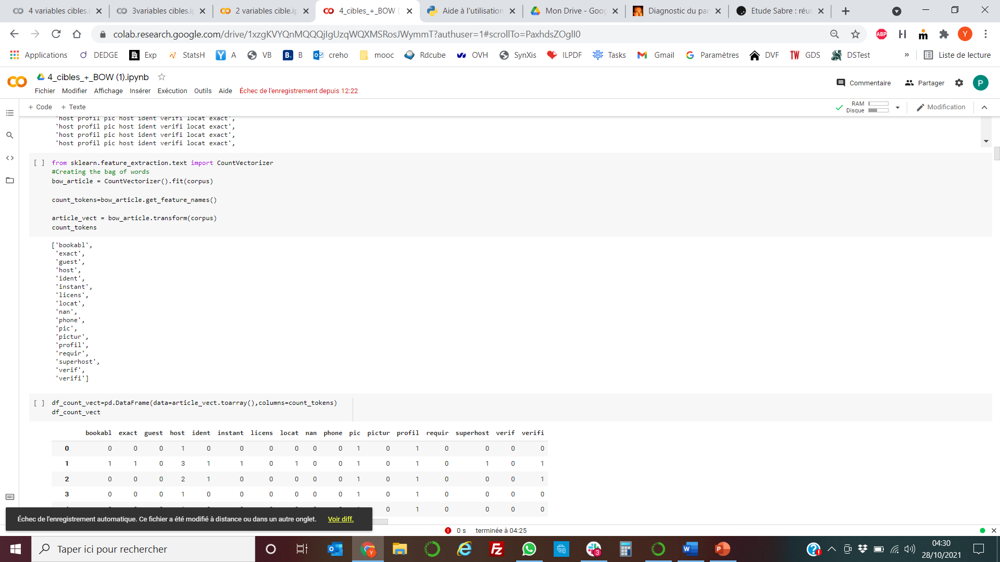 4 variables cibles.i
3variables cibles.i
2 variables cible.ip
4_cibles_+_BOW (
Aide à l'utilisation
Mon Drive - Goog
Diagnostic du par
Etude Sabre : réus
colab.research.google.com/drive/1xzgKVYQnMQQQjIgUzqWQXMSRosJWymmT?authuser=1#scrollTo=PaxhdsZOglI0
ABP
Y
Applications
DEDGE
Exp
StatsH
A
VB
B
creho
mooc
Rdcube
OVH
SynXis
ILPDF
Tasks
Gmail
Paramètres
DVF
GDS
DSTest
»
Liste de lecture
4_cibles_+_BOW (1).ipynb
Fichier Modifier Affichage Insérer Exécution Outils Aide Échec de l'enregistrement depuis 12:22
Commentaire
Partager
P
+ Code + Texte
RAM
Disque
Modification
'host profil pic host ident verifi locat exact',
'host profil pic host ident verifi locat exact',
'host profil pic host ident verifi locat exact',
'host profil pic host ident verifi locat exact',
[ ] from sklearn.feature_extraction.text import CountVectorizer
#Creating the bag of words
bow_article = CountVectorizer().fit(corpus)
count_tokens=bow_article.get_feature_names()
article_vect = bow_article.transform(corpus)
count_tokens
['bookabl',
'exact',
'guest',
'host',
'ident',
'instant',
'licens',
'locat',
'nan',
'phone',
'pic',
'pictur',
'profil',
'requir',
'superhost',
'verif',
'verifi']
[ ] df_count_vect=pd.DataFrame(data=article_vect.toarray(),columns=count_tokens)
df_count_vect
bookabl exact guest host ident instant licens locat nan phone pic pictur profil requir superhost verif verifi
0 0 0 0 1 0 0 0 0 0 0 1 0 1 0 0 0 0
1 1 1 0 3 1 1 0 1 0 0 1 0 1 0 1 0 1
2 0 0 0 2 1 0 0 0 0 0 1 0 1 0 0 0 1
3 0 0 0 1 0 0 0 0 0 0 1 0 1 0 0 0 0
0 1 0 0 0 0
Échec de l'enregistrement automatique. Ce fichier a été modifié à distance ou dans un autre onglet. Voir diff.
0 s terminée à 04:25
Taper ici pour rechercher
04:30
28/10/2021